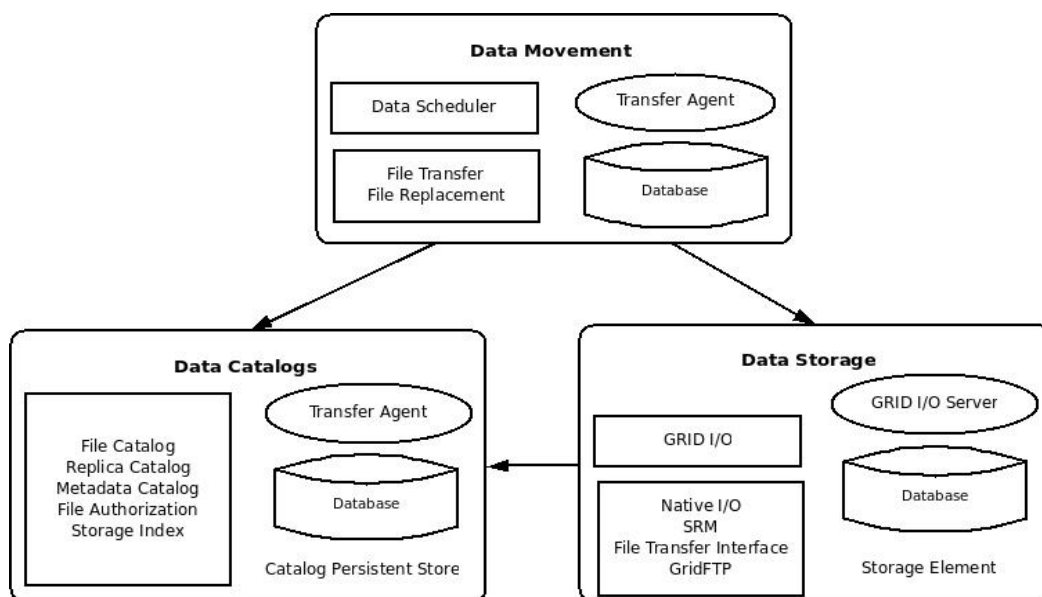 Data Movement
Data Scheduler
Transfer Agent
File Transfer
File Replacement
Database
Data Catalogs
File Catalog
Replica Catalog
Metadata Catalog
File Authorization
Storage Index
Transfer Agent
Database
Catalog Persistent Store
Data Storage
GRID I/O Server
GRID I/O
Native I/O
SRM
File Transfer Interface
GridFTP
Database
Storage Element